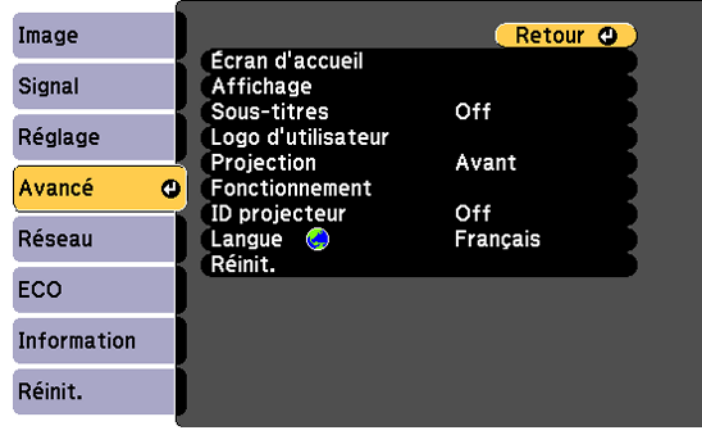 Image
Signal
Réglage
Avancé
Réseau
ECO
Information
Réinit.
Retour
Écran d'accueil
Affichage
Sous-titres Off
Logo d'utilisateur
Projection Avant
Fonctionnement
ID projecteur Off
Langue Français
Réinit.